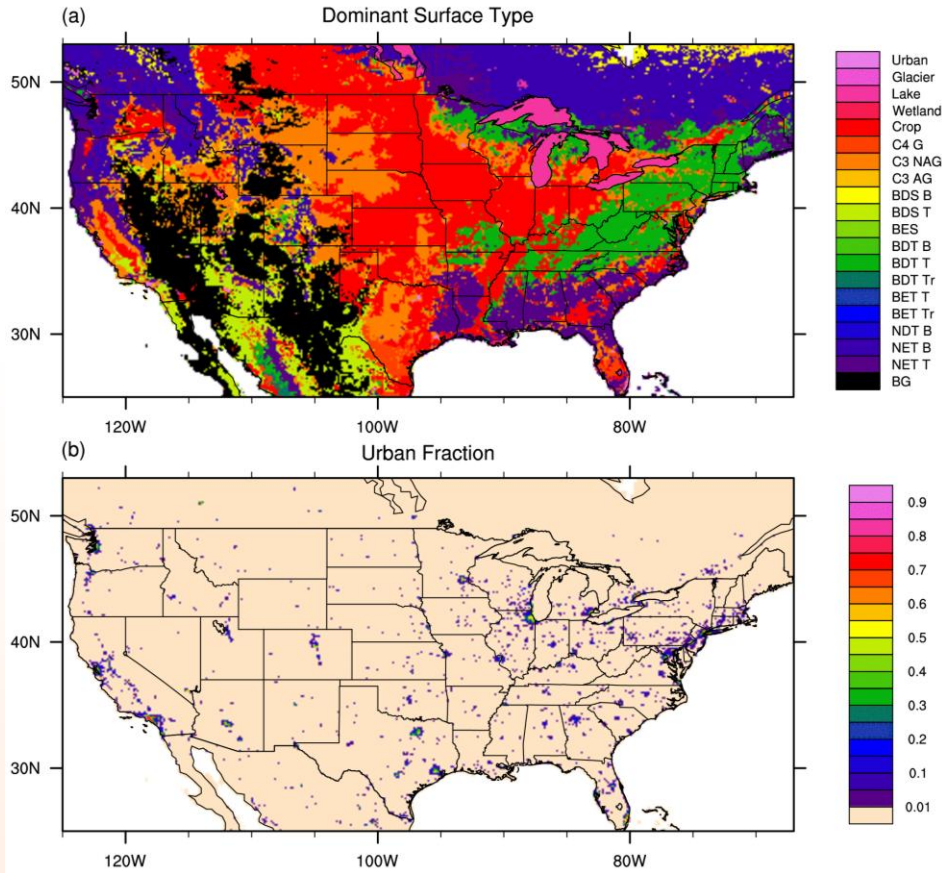 (a)
Dominant Surface Type
50N
40N
30N
120W
100W
80W
Urban
Glacier
Lake
Wetland
Crop
C4 G
C3 NAG
C3 AG
BDS B
BDS T
BES
BDT B
BDT T
BDT Tr
BET T
BET Tr
NDT B
NET B
NET T
BG
(b)
Urban Fraction
50N
40N
30N
120W
100W
80W
0.9
0.8
0.7
0.6
0.5
0.4
0.3
0.2
0.1
0.01